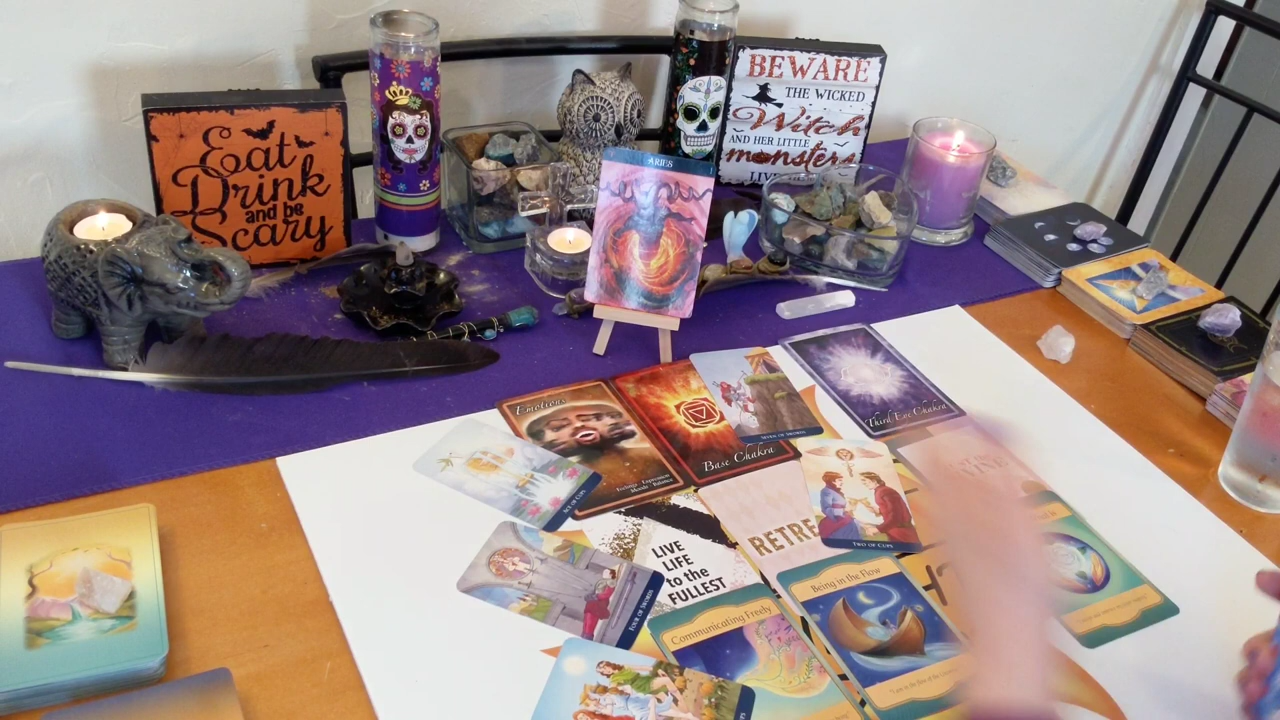 Eat
Drink
and be
Scary
BEWARE
THE WICKED
Witch
AND HER LITTLE
monsters
ARIES
Emotions
Base Chakra
SEVEN OF SWORDS
Third Eye Chakra
ACE OF CUPS
TWO OF CUPS
RETRE
LIVE
LIFE
to the
FULLEST
FOUR OF SWORDS
Communicating Freely
Being in the Flow